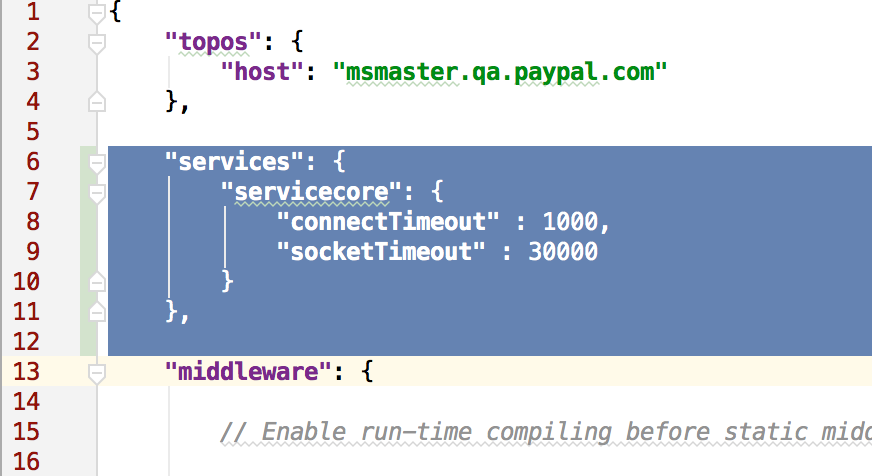 1 {
2 "topos": {
3 "host": "msmaster.qa.paypal.com"
4 },
5
6 "services": {
7 "servicecore": {
8 "connectTimeout" : 1000,
9 "socketTimeout" : 30000
10 }
11 },
12
13 "middleware": {
14
15 // Enable run-time compiling before static
16